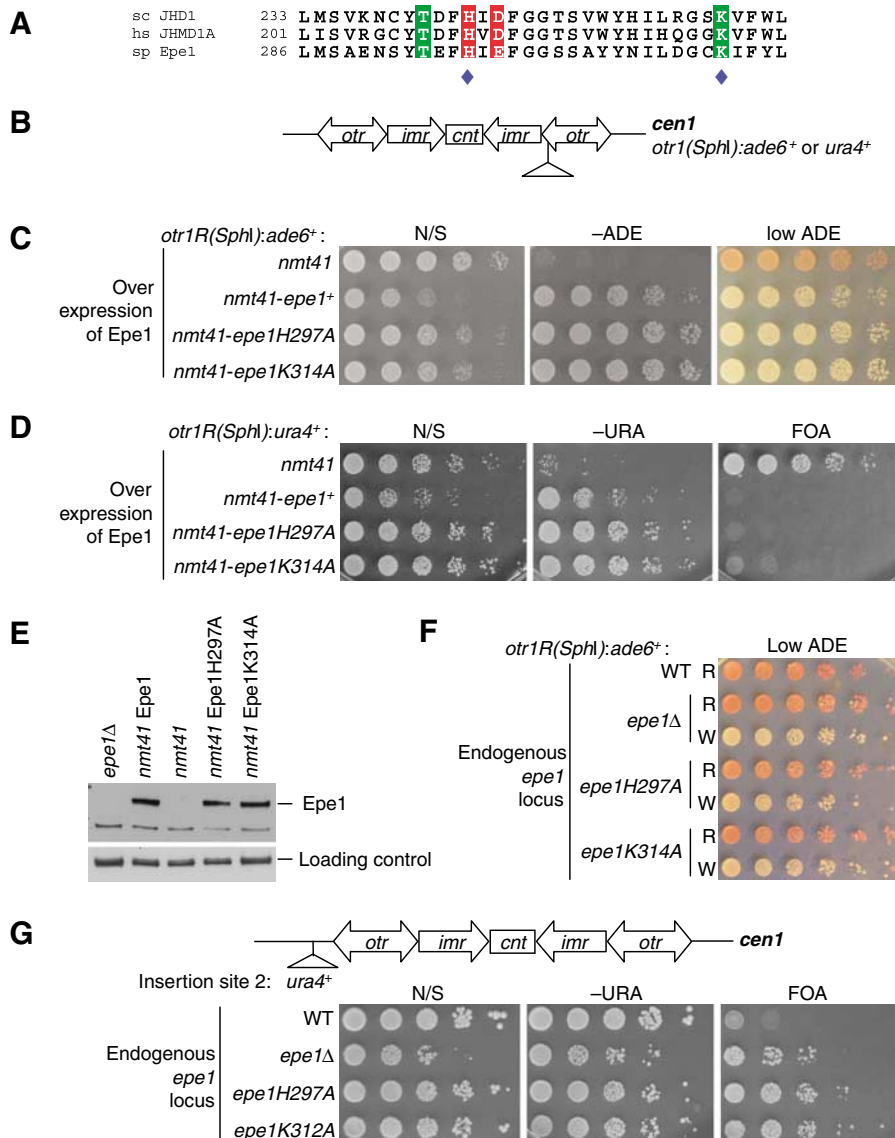 A
sc JHD1 233 LMSVKNCYTDFHIDFGGTSVWYHILRGSKVFWL
hs JHMD1A 201 LISVRGCYTDFHVDFGGTSVWYHIHQGGKVFWL
sp Epe1 286 LMSAENSYTEFHIEFGGSSAYYNILDGCKIFYL
B
otr imr cnt imr otr
cen1
otr1(SphI):ade6+ or ura4+
C
otr1R(SphI):ade6+: N/S –ADE low ADE
Over expression of Epe1
nmt41
nmt41-epe1+
nmt41-epe1H297A
nmt41-epe1K314A
D
otr1R(SphI):ura4+: N/S –URA FOA
Over expression of Epe1
nmt41
nmt41-epe1+
nmt41-epe1H297A
nmt41-epe1K314A
E
epe1Δ
nmt41 Epe1
nmt41
nmt41 Epe1H297A
nmt41 Epe1K314A
Epe1
Loading control
F
otr1R(SphI):ade6+: Low ADE
Endogenous epe1 locus
WT R
epe1Δ R W
epe1H297A R W
epe1K314A R W
G
otr imr cnt imr otr cen1
Insertion site 2: ura4+
N/S –URA FOA
Endogenous epe1 locus
WT
epe1Δ
epe1H297A
epe1K312A